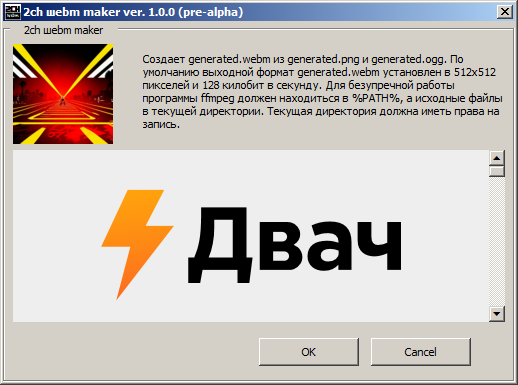 2ch шевm maker ver. 1.0.0 (pre-alpha)
2ch шевm maker
Создает generated.webm из generated.png и generated.ogg. По
умолчанию выходной формат generated.webm установлен в 512x512
пикселей и 128 килобит в секунду. Для безупречной работы
программы ffmpeg должен находиться в %PATH%, а исходные файлы
в текущей директории. Текущая директория должна иметь права на
запись.
Двач
OK
Cancel